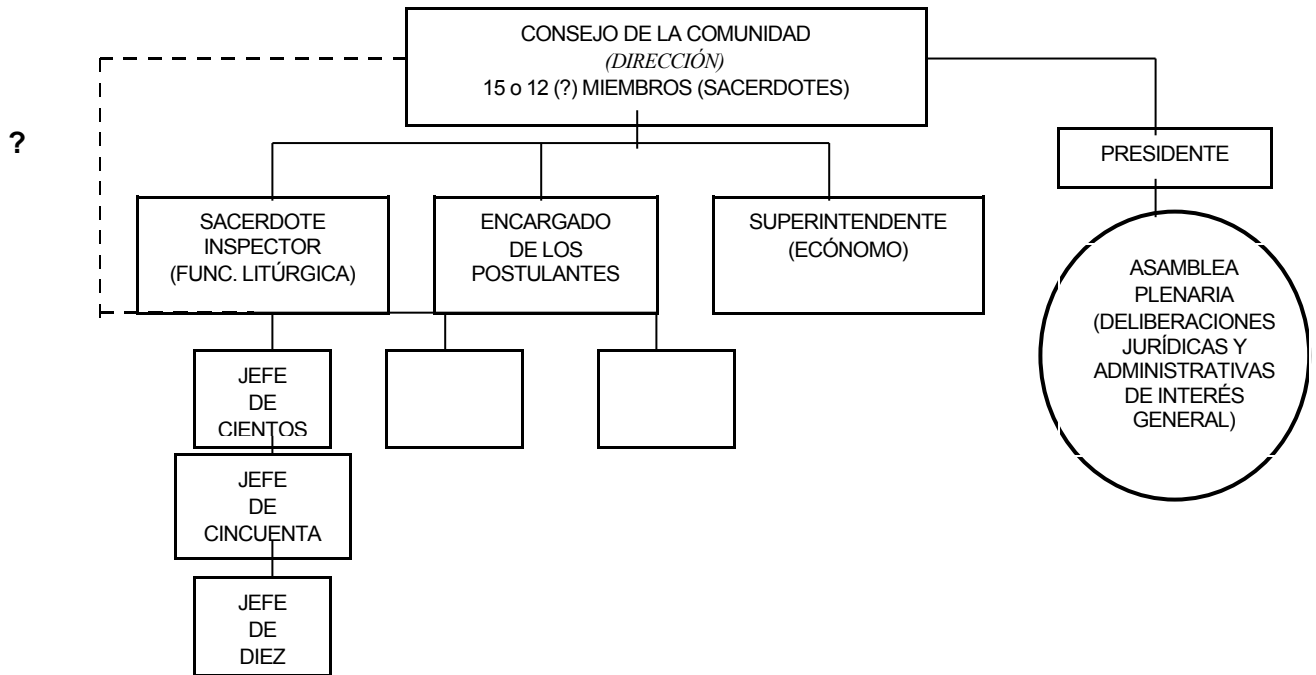 CONSEJO DE LA COMUNIDAD
(DIRECCIÓN)
15 o 12 (?) MIEMBROS (SACERDOTES)
?
PRESIDENTE
SACERDOTE
INSPECTOR
(FUNC. LITÚRGICA)
ENCARGADO
DE LOS
POSTULANTES
SUPERINTENDENTE
(ECÓNOMO)
ASAMBLEA
PLENARIA
(DELIBERACIONES
JURÍDICAS Y
ADMINISTRATIVAS
DE INTERÉS
GENERAL)
JEFE
DE
CIENTOS
JEFE
DE
CINCUENTA
JEFE
DE
DIEZ